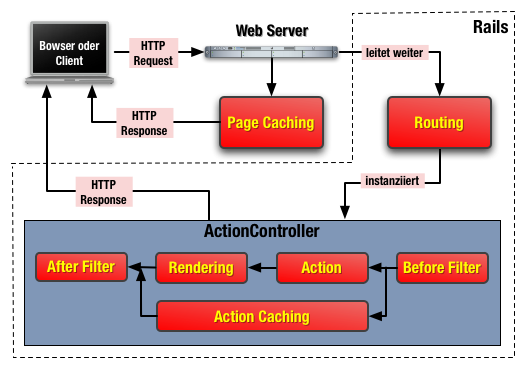 Rails
Bowser oder
Client
HTTP
Request
Web Server
leitet weiter
HTTP
Response
Page Caching
Routing
HTTP
Response
instanziiert
ActionController
After Filter
Rendering
Action
Before Filter
Action Caching